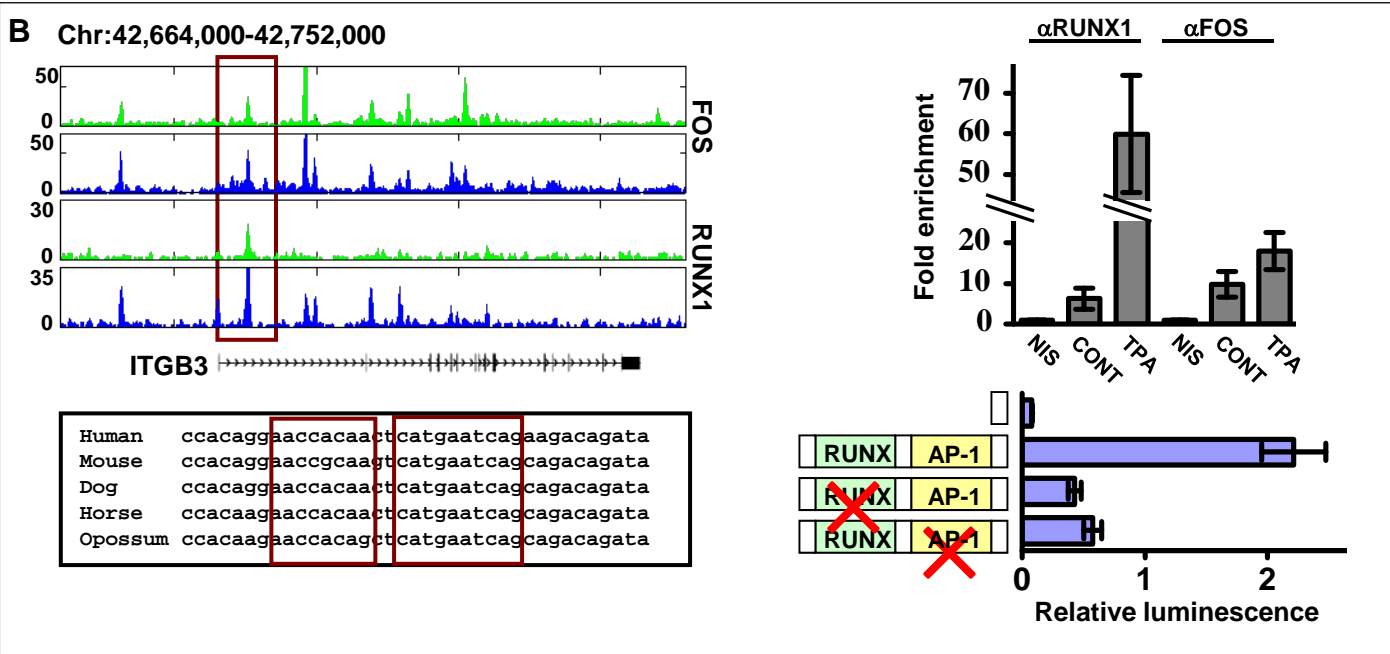 B Chr:42,664,000-42,752,000
50
0
50
0
FOS
30
0
35
0
RUNX1
ITGB3
Human ccacaggaaccacaactcatgaatcagaagacagata
Mouse ccacaggaaccgcaagtcatgaatcagcagacagata
Dog ccacaggaaccacaactcatgaatcagcagacagata
Horse ccacaagaaccacaactcatgaatcagcagacagata
Opossum ccacaagaaccacagctcatgaatcagcagacagata
αRUNX1 αFOS
Fold enrichment
70
60
50
20
10
0
NIS CONT TPA NIS CONT TPA
RUNX AP-1
RUNX AP-1
RUNX AP-1
0 1 2
Relative luminescence